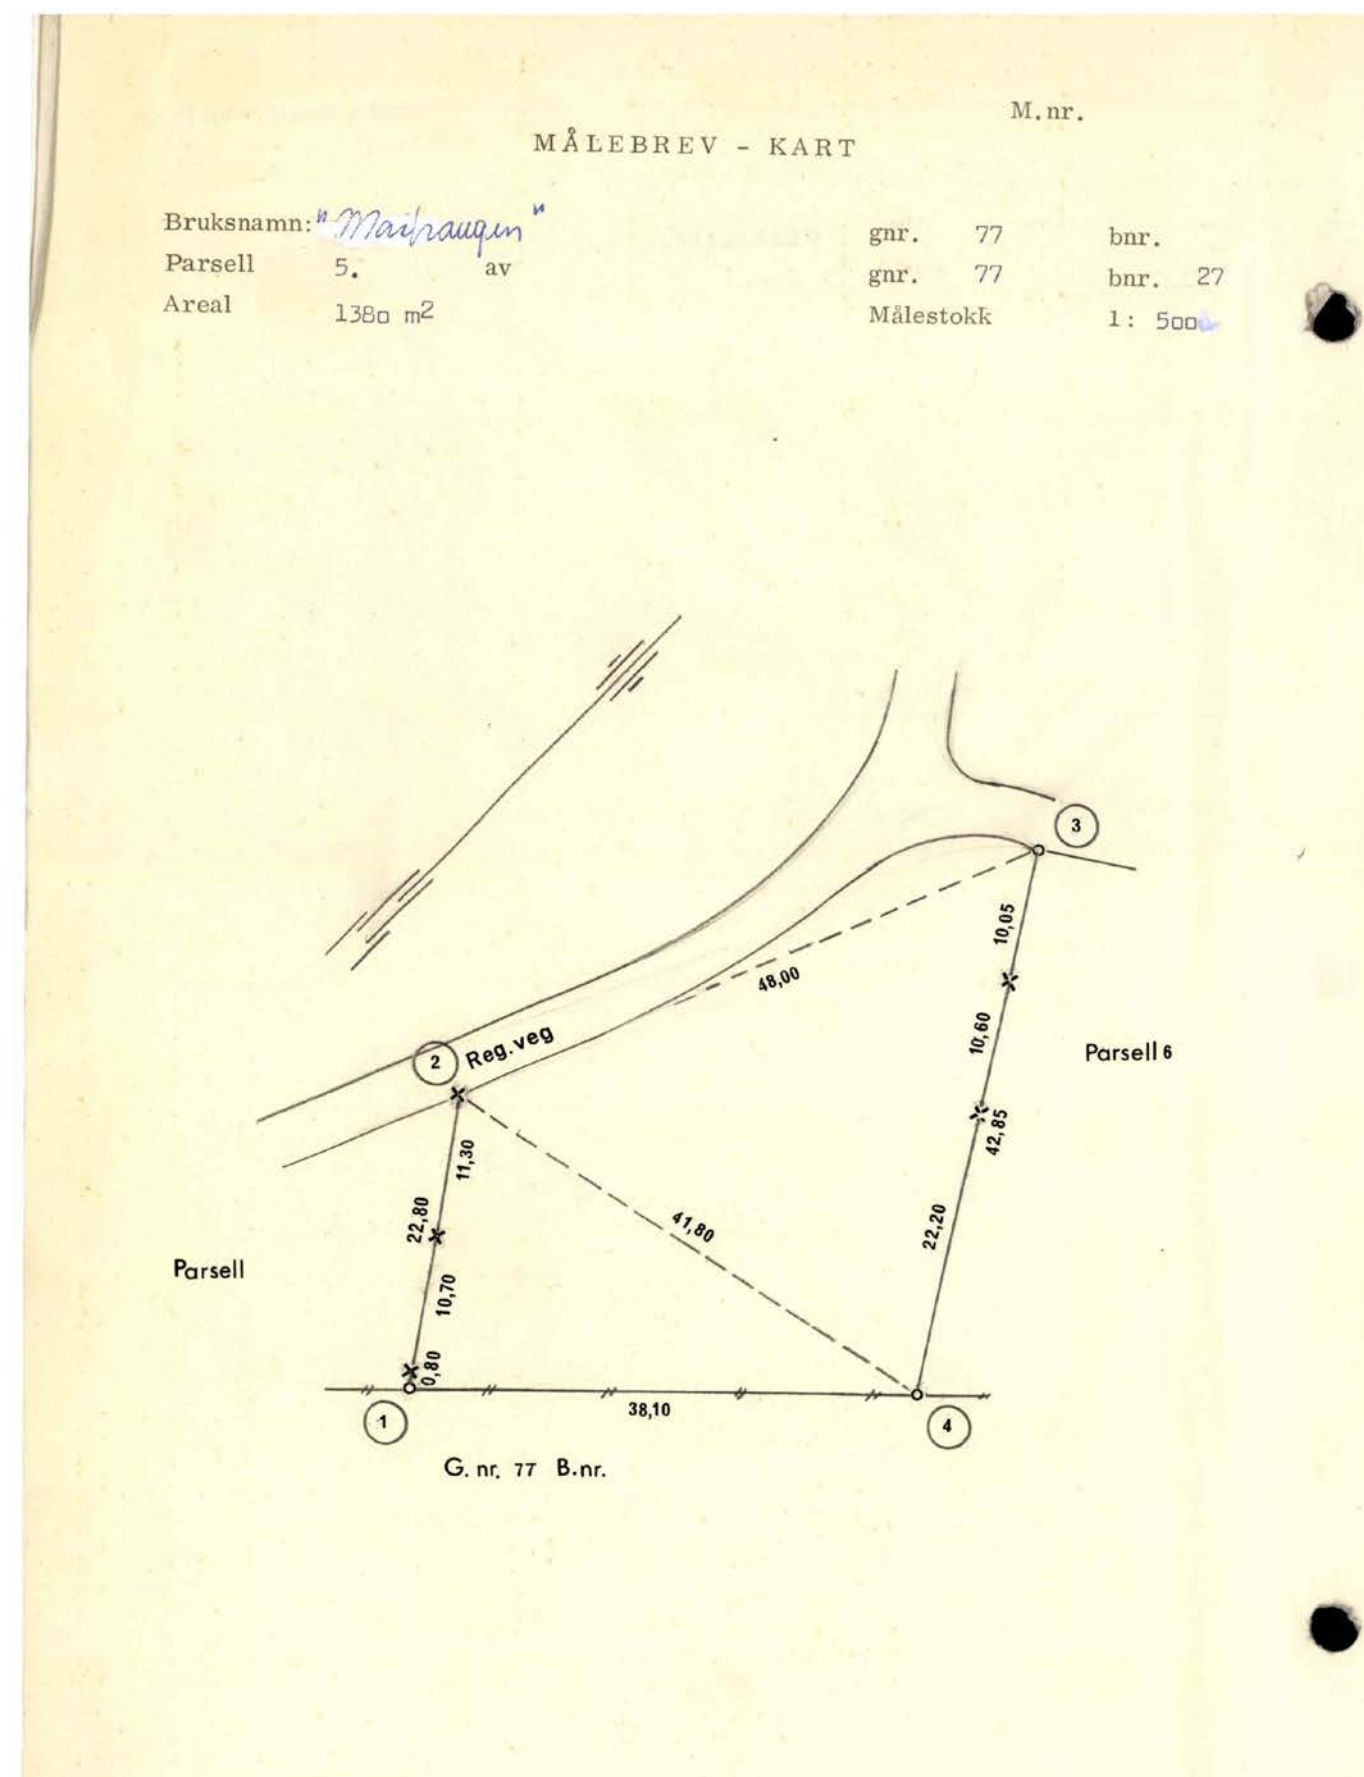 M.nr.
MÅLEBREV - KART
Bruksnamn: "Maihaugen"
gnr. 77 bnr.
Parsell 5. av
gnr. 77 bnr. 27
Areal 1380 m2
Målestokk 1: 500
3
10,05
48,00
10,60
Parsell 6
2 Reg. veg
42,85
11,30
22,80
41,80
22,20
Parsell
10,70
0,80
38,10
1
4
G. nr. 77 B.nr.